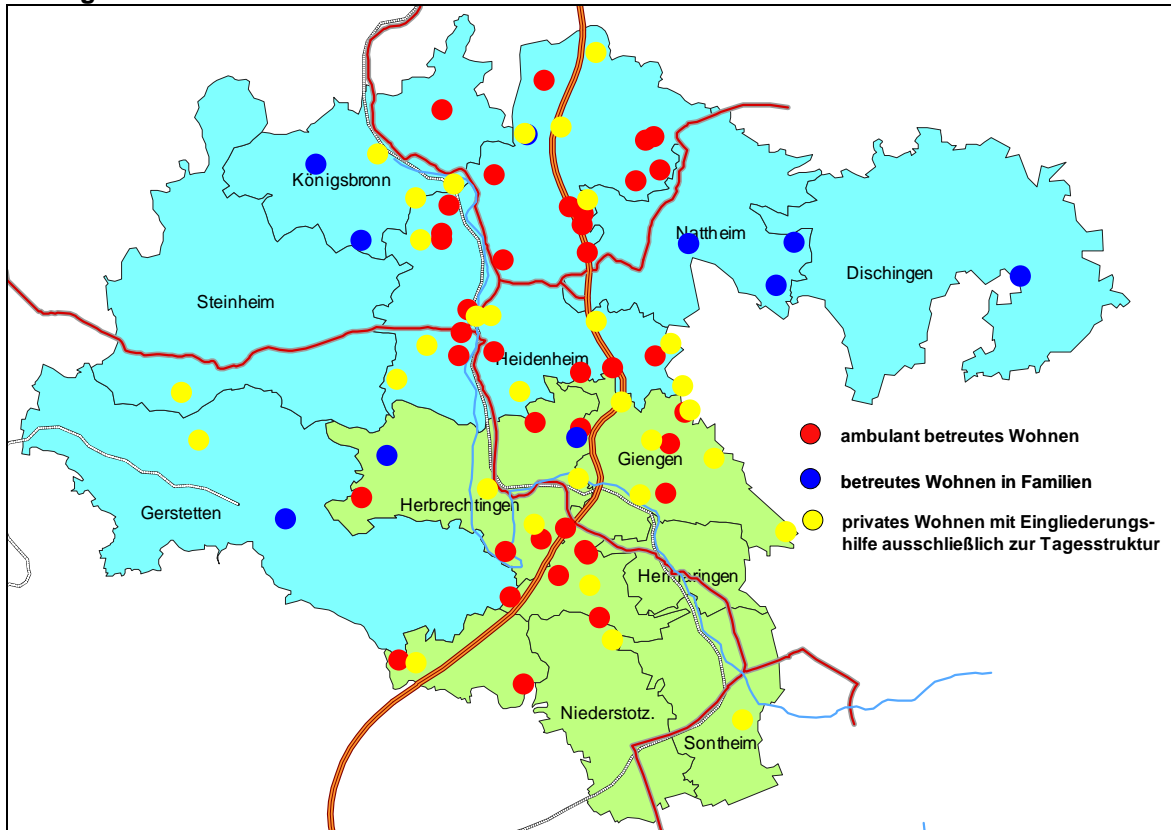 Königsbronn
Nattheim
Dischingen
Steinheim
Heidenheim
ambulant betreutes Wohnen
Giengen
betreutes Wohnen in Familien
Herbrechtingen
Gerstetten
privates Wohnen mit Eingliederungs-
hilfe ausschließlich zur Tagesstruktur
Hermaringen
Niederstotz.
Sontheim